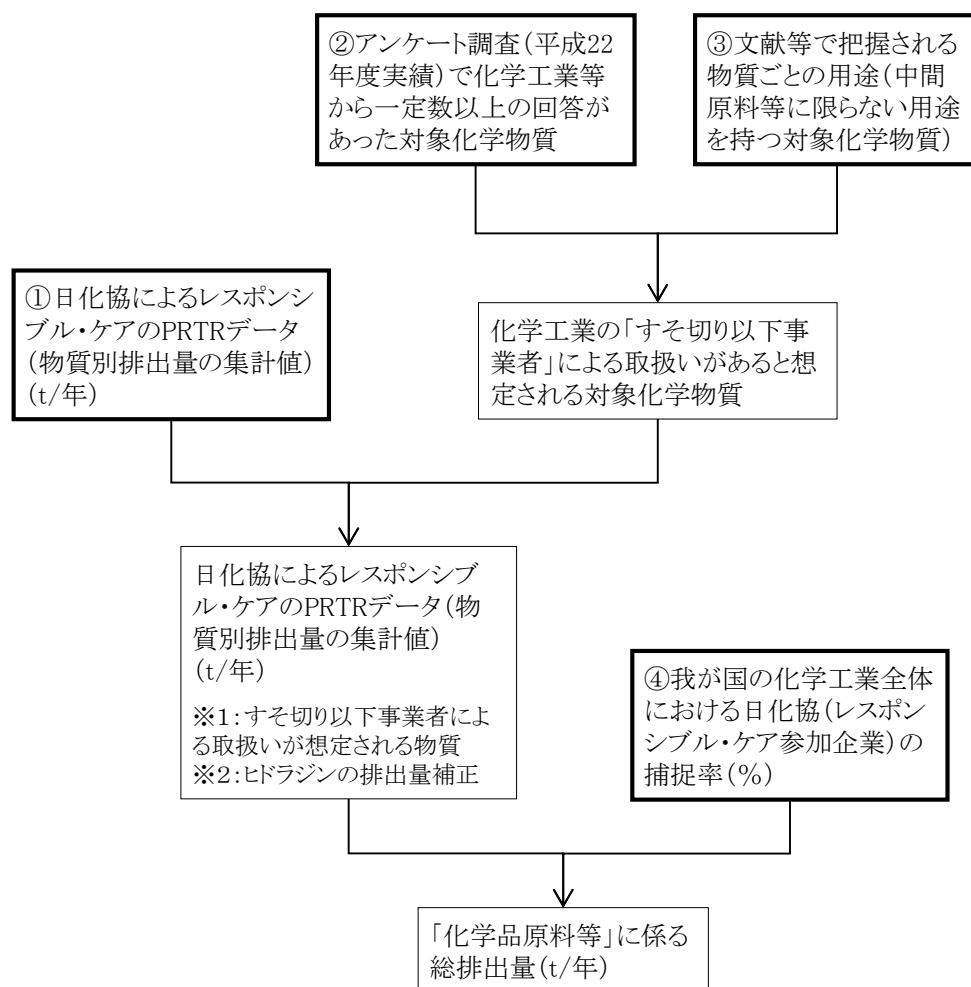 ②アンケート調査(平成22
年度実績)で化学工業等
から一定数以上の回答が
あった対象化学物質
③文献等で把握される
物質ごとの用途(中間
原料等に限らない用途
を持つ対象化学物質)
①日化協によるレスポンシ
ブル・ケアのPRTRデータ
(物質別排出量の集計値)
(t/年)
化学工業の「すそ切り以下事
業者」による取扱いがあると想
定される対象化学物質
日化協によるレスポンシブ
ル・ケアのPRTRデータ(物
質別排出量の集計値)
(t/年)
※1:すそ切り以下事業者によ
る取扱いが想定される物質
※2:ヒドラジンの排出量補正
④我が国の化学工業全体
における日化協(レスポン
シブル・ケア参加企業)の
捕捉率(%)
「化学品原料等」に係る
総排出量(t/年)